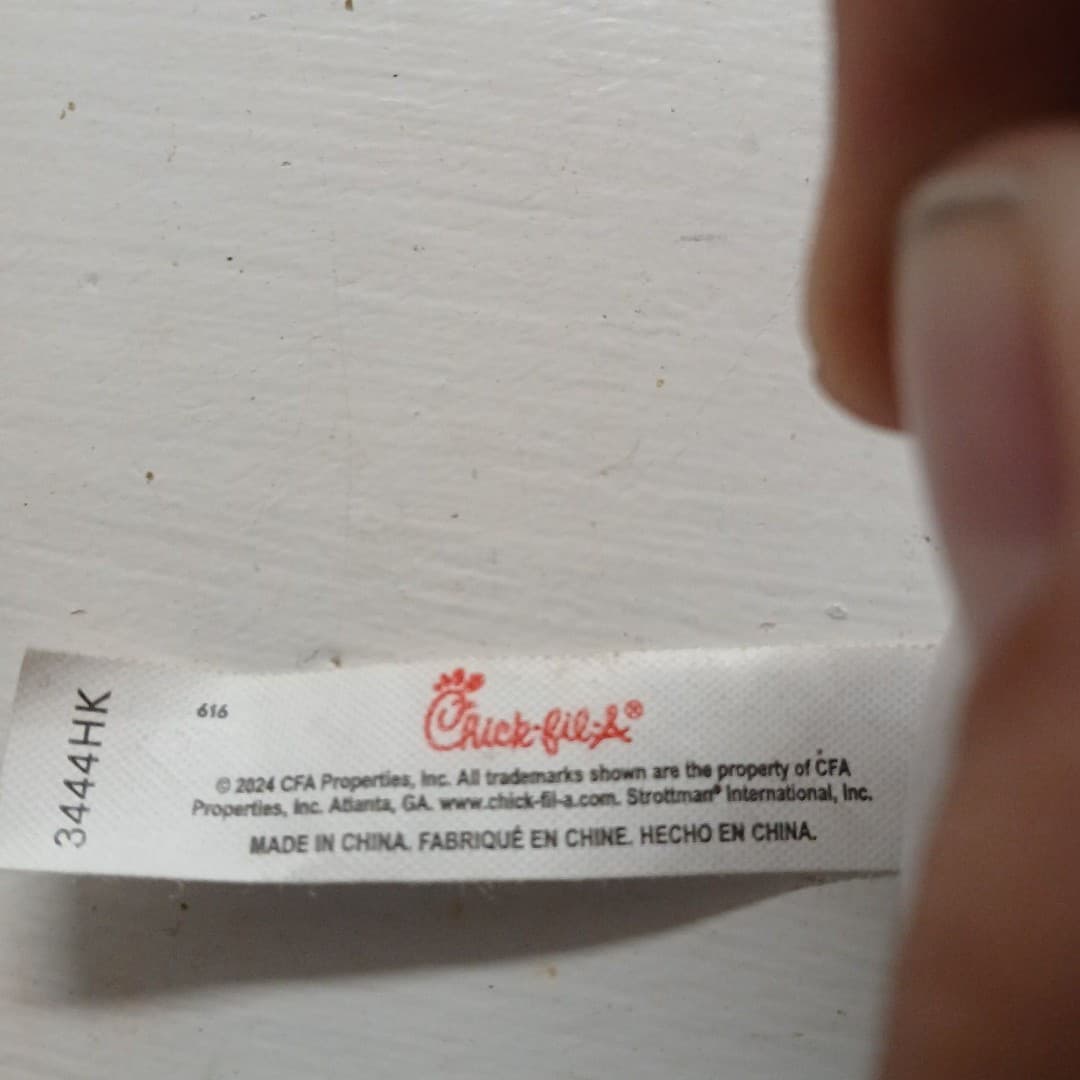 3444HK
616
Chick-fil-A®
© 2024 CFA Properties, Inc. All trademarks shown are the property of CFA
Properties, Inc. Atlanta, GA. www.chick-fil-a.com. Strottman® International, Inc.
MADE IN CHINA. FABRIQUÉ EN CHINE. HECHO EN CHINA.